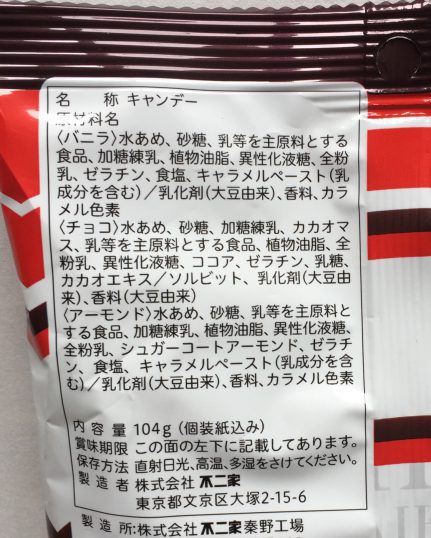 名　称 キャンデー
原材料名
〈バニラ〉水あめ、砂糖、乳等を主原料とする
食品、加糖練乳、植物油脂、異性化液糖、全粉
乳、ゼラチン、食塩、キャラメルペースト(乳
成分を含む)／乳化剤(大豆由来)、香料、カラ
メル色素
〈チョコ〉水あめ、砂糖、加糖練乳、カカオマ
ス、乳等を主原料とする食品、植物油脂、全
粉乳、異性化液糖、ココア、ゼラチン、乳糖、
カカオエキス／ソルビット、乳化剤(大豆由
来)、香料(大豆由来)
〈アーモンド〉水あめ、砂糖、乳等を主原料と
する食品、加糖練乳、植物油脂、異性化液糖、
全粉乳、シュガーコートアーモンド、ゼラチ
ン、食塩、キャラメルペースト(乳成分を含
む)／乳化剤(大豆由来)、香料、カラメル色素
内容量 104g (個装紙込み)
賞味期限 この面の左下に記載してあります。
保存方法 直射日光、高温、多湿をさけてください。
製造者 株式会社 不二家
東京都文京区大塚2-15-6
製造所:株式会社 不二家 秦野工場